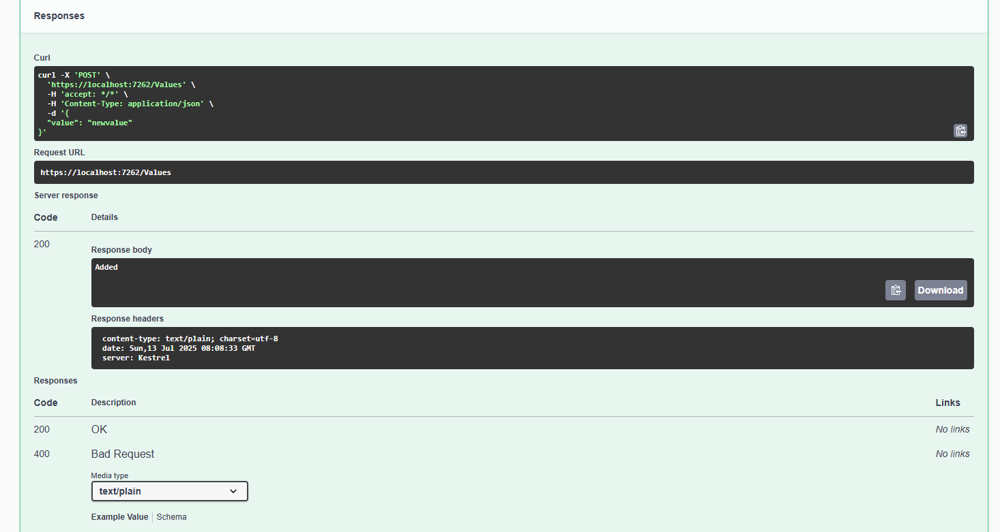 Responses
Curl
curl -X 'POST' \
  'https://localhost:7262/Values' \
  -H 'accept: */*' \
  -H 'Content-Type: application/json' \
  -d '{
  "value": "newvalue"
}'
Request URL
https://localhost:7262/Values
Server response
Code Details
200
Response body
Added
Download
Response headers
content-type: text/plain; charset=utf-8
date: Sun,13 Jul 2025 08:08:33 GMT
server: Kestrel
Responses
Code Description Links
200 OK No links
400 Bad Request No links
Media type
text/plain
Example Value Schema